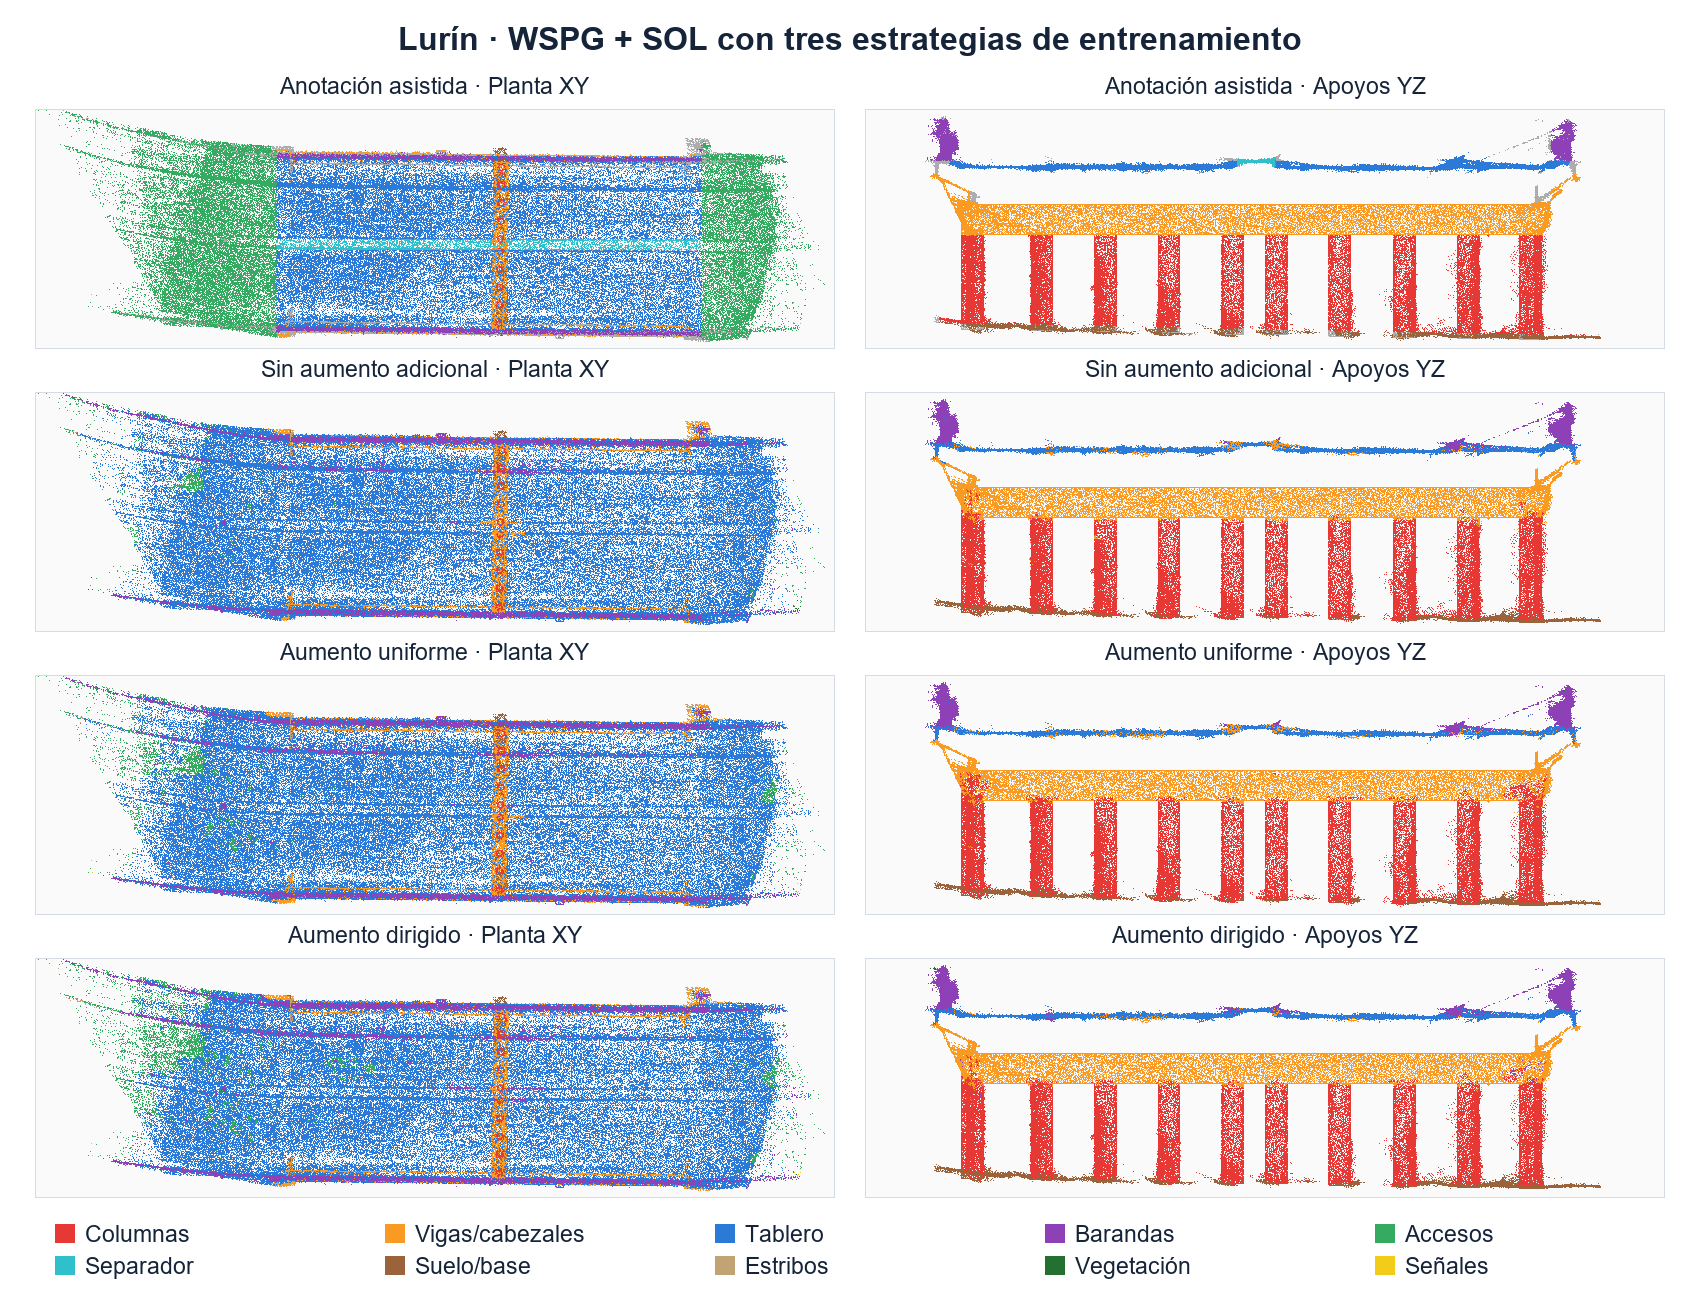 Lurín · WSPG + SOL con tres estrategias de entrenamiento
Anotación asistida · Planta XY
Anotación asistida · Apoyos YZ
Sin aumento adicional · Planta XY
Sin aumento adicional · Apoyos YZ
Aumento uniforme · Planta XY
Aumento uniforme · Apoyos YZ
Aumento dirigido · Planta XY
Aumento dirigido · Apoyos YZ
Columnas
Vigas/cabezales
Tablero
Barandas
Accesos
Separador
Suelo/base
Estribos
Vegetación
Señales